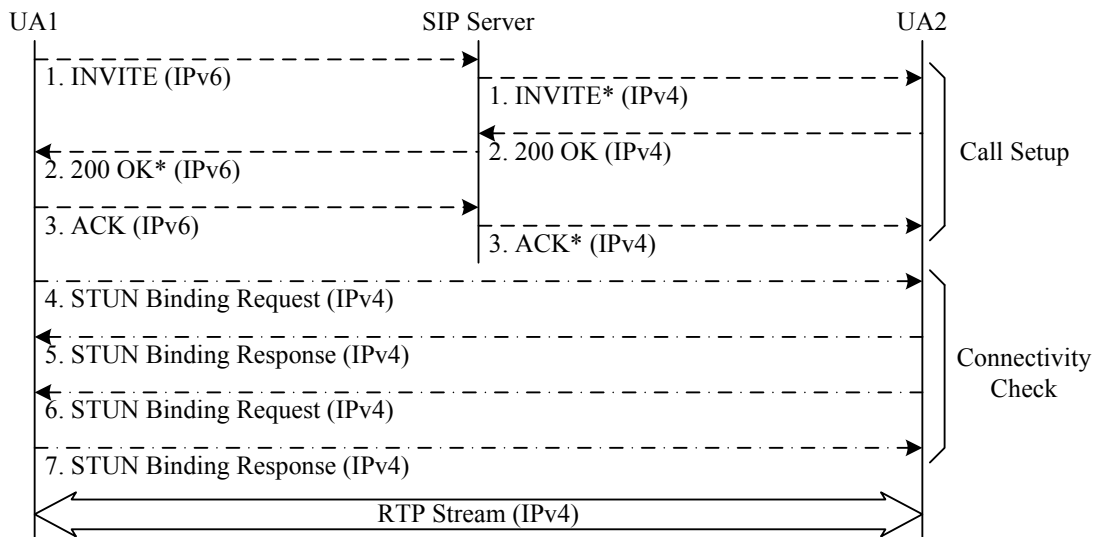 UA1
SIP Server
UA2
1. INVITE (IPv6)
1. INVITE* (IPv4)
2. 200 OK (IPv4)
2. 200 OK* (IPv6)
3. ACK (IPv6)
3. ACK* (IPv4)
Call Setup
4. STUN Binding Request (IPv4)
5. STUN Binding Response (IPv4)
6. STUN Binding Request (IPv4)
7. STUN Binding Response (IPv4)
Connectivity
Check
RTP Stream (IPv4)